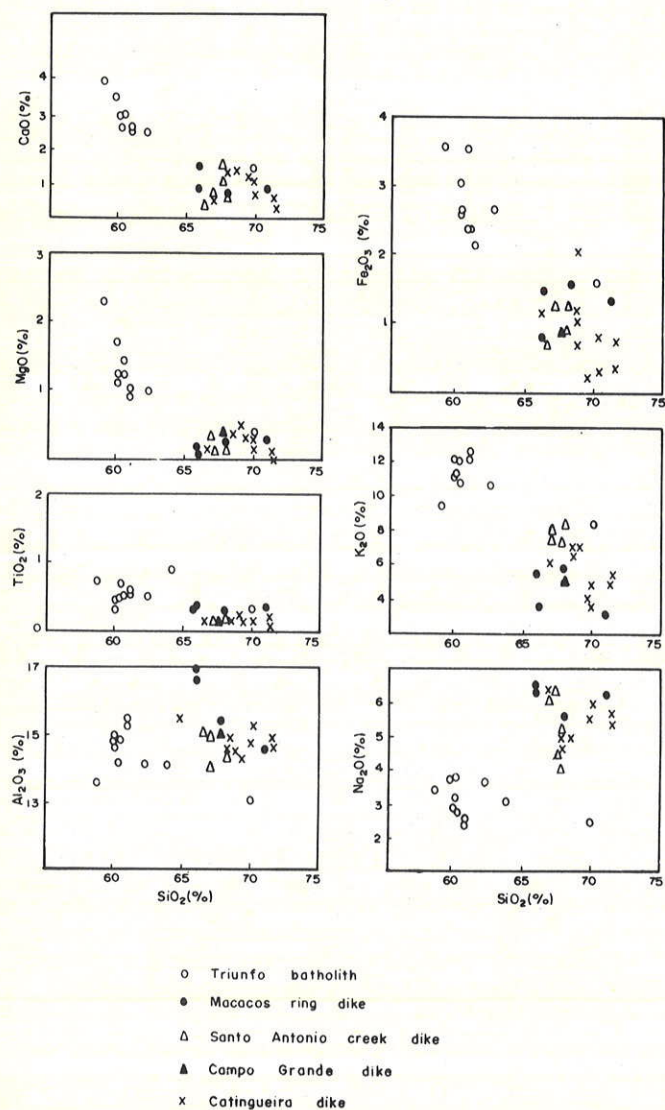 4
3
2
1
CaO (%)
60 65 70 75
3
2
1
MgO (%)
60 65 70 75
2
1
0
TiO₂ (%)
60 65 70 75
17
15
13
Al₂O₃ (%)
60 65 70 75
SiO₂ (%)
4
3
2
1
Fe₂O₃ (%)
60 65 70 75
14
12
10
8
6
4
K₂O (%)
60 65 70 75
6
5
4
3
2
Na₂O (%)
60 65 70 75
SiO₂ (%)
Triunfo batholith
Macacos ring dike
Santo Antonio creek dike
Campo Grande dike
Catingueira dike